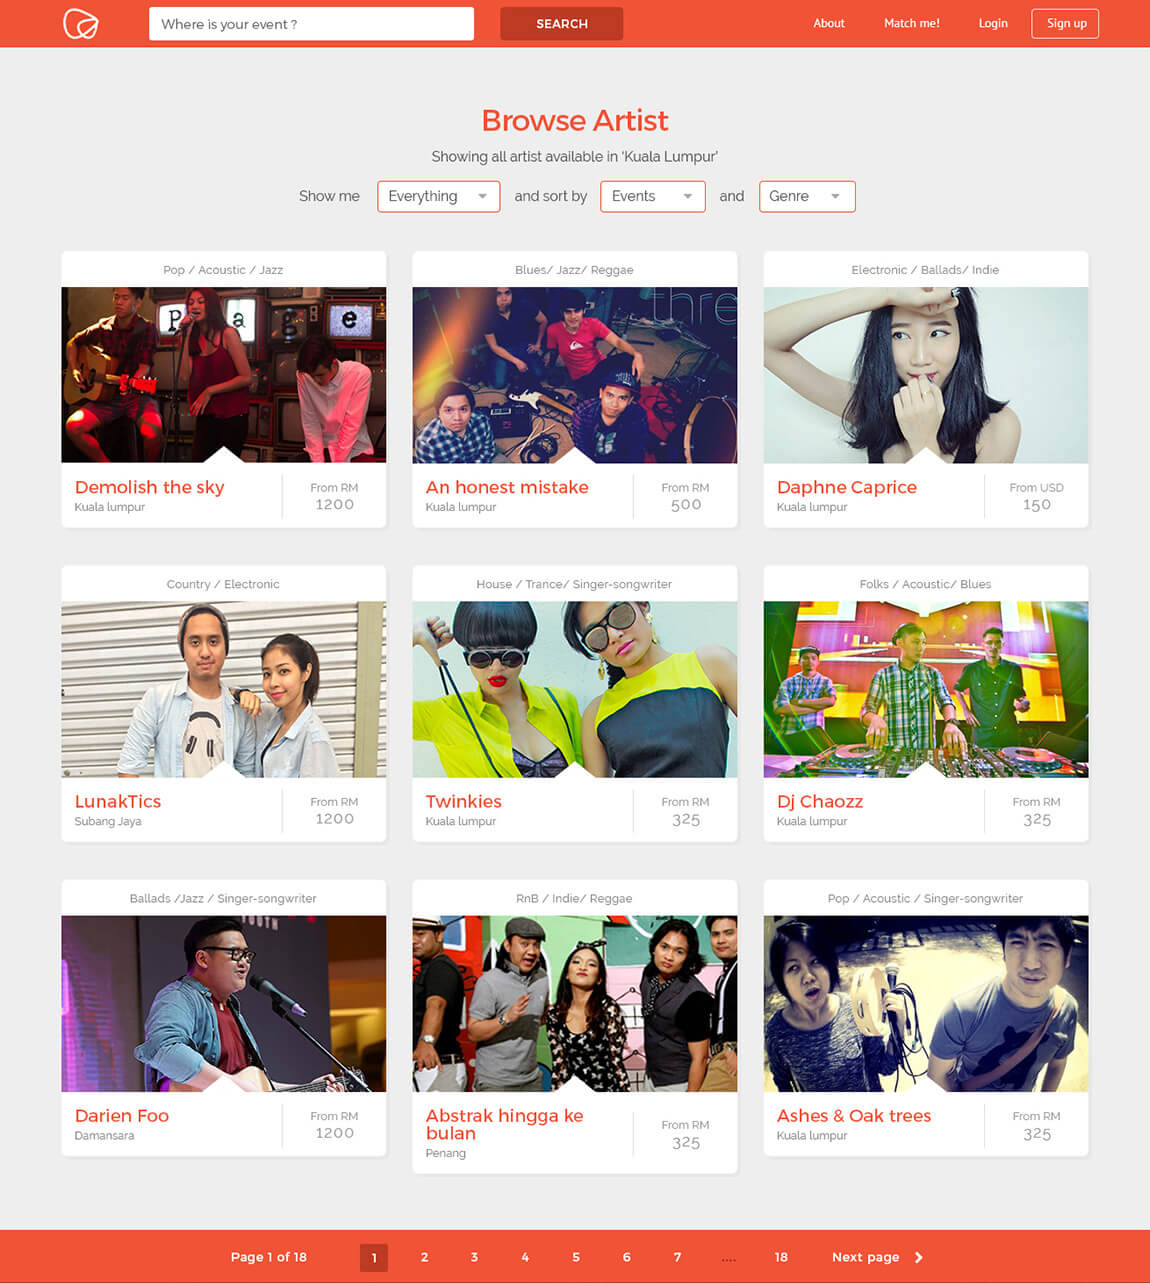 Where is your event ?
SEARCH
About
Match me!
Login
Sign up
Browse Artist
Showing all artist available in 'Kuala Lumpur'
Show me Everything and sort by Events and Genre
Pop / Acoustic / Jazz
P a g e
Demolish the sky
Kuala lumpur
From RM
1200
Blues/ Jazz/ Reggae
thre
An honest mistake
Kuala lumpur
From RM
500
Electronic / Ballads/ Indie
Daphne Caprice
Kuala lumpur
From USD
150
Country / Electronic
LunakTics
Subang Jaya
From RM
1200
House / Trance/ Singer-songwriter
Twinkies
Kuala lumpur
From RM
325
Folks / Acoustic/ Blues
Dj Chaozz
Kuala lumpur
From RM
325
Ballads /Jazz / Singer-songwriter
Darien Foo
Damansara
From RM
1200
RnB / Indie/ Reggae
Abstrak hingga ke
bulan
Penang
From RM
325
Pop / Acoustic / Singer-songwriter
Ashes & Oak trees
Kuala lumpur
From RM
325
Page 1 of 18 1 2 3 4 5 6 7 .... 18 Next page